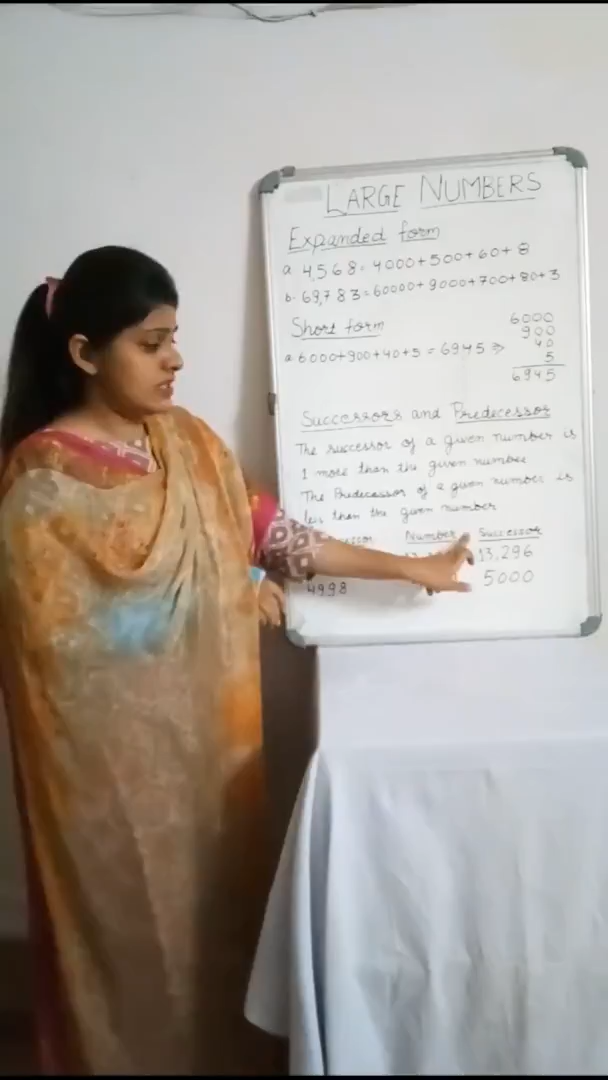 LARGE NUMBERS
Expanded form
a. 4,568 = 4000+500+60+8
b. 69,783 = 60000+9000+700+80+3
Short form
a. 6000+900+40+5 = 6945 ⇒
6000
900
40
5
6945
Successors and Predecessor
The successor of a given number is
1 more than the given number
The Predecessor of a given number is
less than the given number
Number Successor
13,296
4998 5000